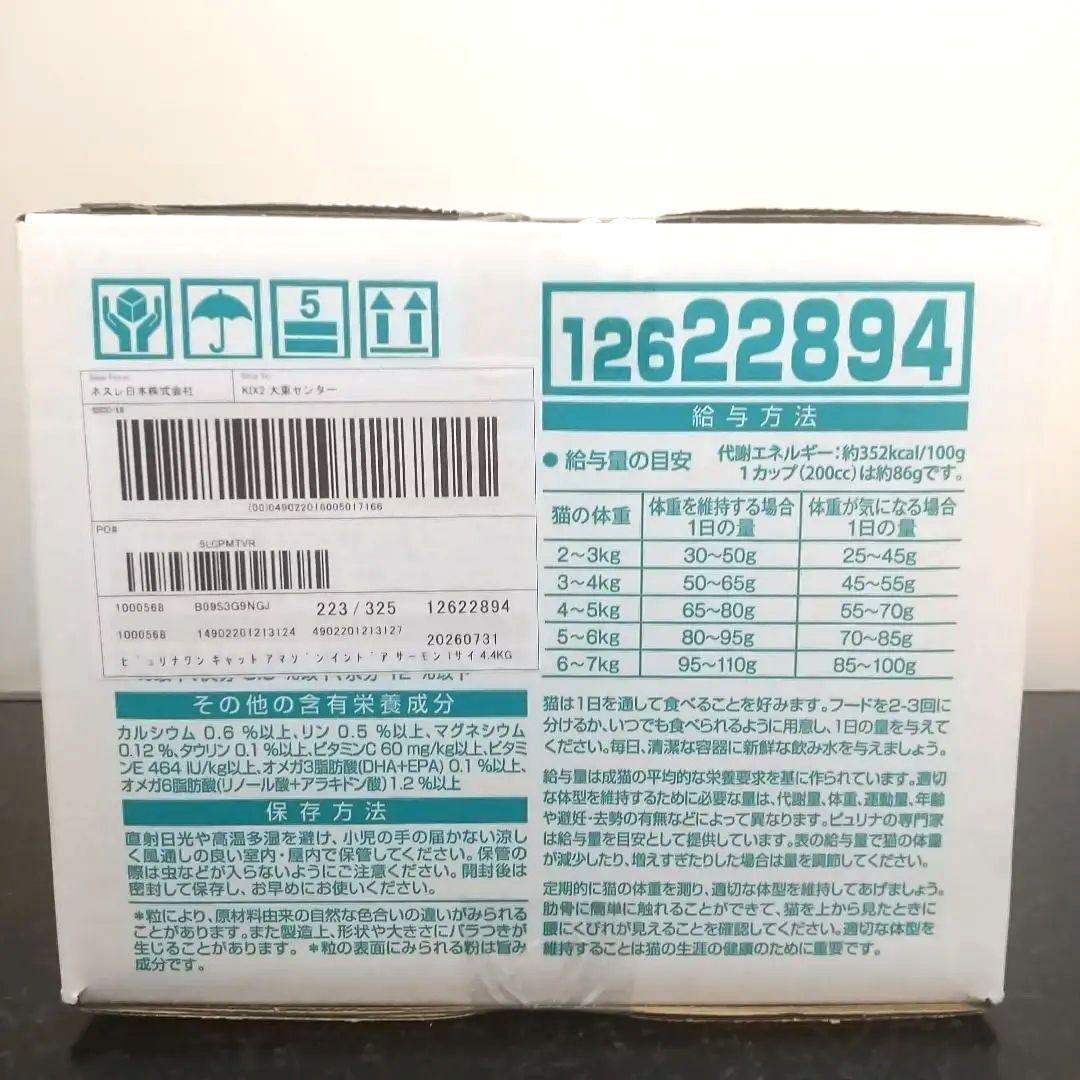 5
12622894
ネスレ日本株式会社
KIX2 大東センター
SSCC-18
(00)049022016005017166
PO#
5LCPMTVR
1000568 B09S3G9NGJ 223/325 12622894
1000568 14902201213124 4902201213127 20260731
ピュリナワン キャット アマゾン インドア サーモン 1サイ 4.4KG
その他の含有栄養成分
カルシウム 0.6 %以上、リン 0.5 %以上、マグネシウム
0.12 %、タウリン 0.1 %以上、ビタミンC 60 mg/kg以上、ビタミ
ンE 464 IU/kg以上、オメガ3脂肪酸(DHA+EPA) 0.1 %以上、
オメガ6脂肪酸(リノール酸+アラキドン酸) 1.2 %以上
保存方法
直射日光や高温多湿を避け、小児の手の届かない涼し
く風通しの良い室内・屋内で保管してください。保管の
際は虫などが入らないようにご注意ください。開封後は
密封して保存し、お早めにお使いください。
*粒により、原材料由来の自然な色合いの違いがみられる
ことがあります。また製造上、形状や大きさにバラつきが
生じることがあります。 *粒の表面にみられる粉は旨み
成分です。
給与方法
● 給与量の目安
代謝エネルギー:約352kcal/100g
1カップ(200cc)は約86gです。
猫の体重 体重を維持する場合 1日の量 体重が気になる場合 1日の量
2〜3kg 30〜50g 25〜45g
3〜4kg 50〜65g 45〜55g
4〜5kg 65〜80g 55〜70g
5〜6kg 80〜95g 70〜85g
6〜7kg 95〜110g 85〜100g
猫は1日を通して食べることを好みます。フードを2-3回に
分けるか、いつでも食べられるように用意し、1日の量を与えて
ください。毎日、清潔な容器に新鮮な飲み水を与えましょう。
給与量は成猫の平均的な栄養要求を基に作られています。適切
な体型を維持するために必要な量は、代謝量、体重、運動量、年齢
や避妊・去勢の有無などによって異なります。ピュリナの専門家
は給与量を目安として提供しています。表の給与量で猫の体重
が減少したり、増えすぎたりした場合は量を調節してください。
定期的に猫の体重を測り、適切な体型を維持してあげましょう。
肋骨に簡単に触れることができて、猫を上から見たときに
腰にくびれが見えることを確認してください。適切な体型を
維持することは猫の生涯の健康のために重要です。